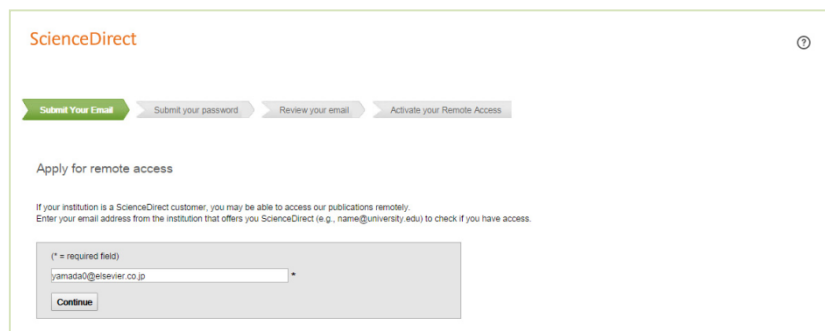 ScienceDirect
?
Submit Your Email
Submit your password
Review your email
Activate your Remote Access
Apply for remote access
If your institution is a ScienceDirect customer, you may be able to access our publications remotely.
Enter your email address from the institution that offers you ScienceDirect (e.g., name@university.edu) to check if you have access.
(* = required field)
yamada0@elsevier.co.jp *
Continue